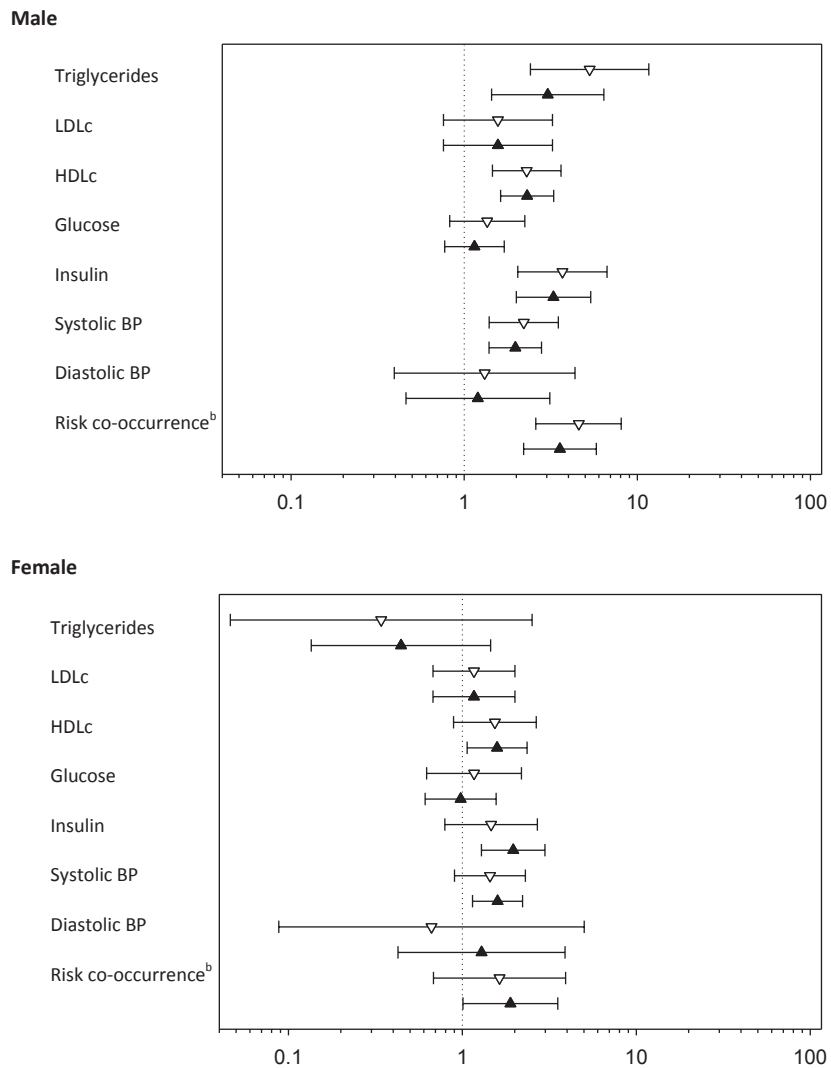 Male
Triglycerides
LDLc
HDLc
Glucose
Insulin
Systolic BP
Diastolic BP
Risk co-occurrenceᵇ
0.1 1 10 100
Female
Triglycerides
LDLc
HDLc
Glucose
Insulin
Systolic BP
Diastolic BP
Risk co-occurrenceᵇ
0.1 1 10 100